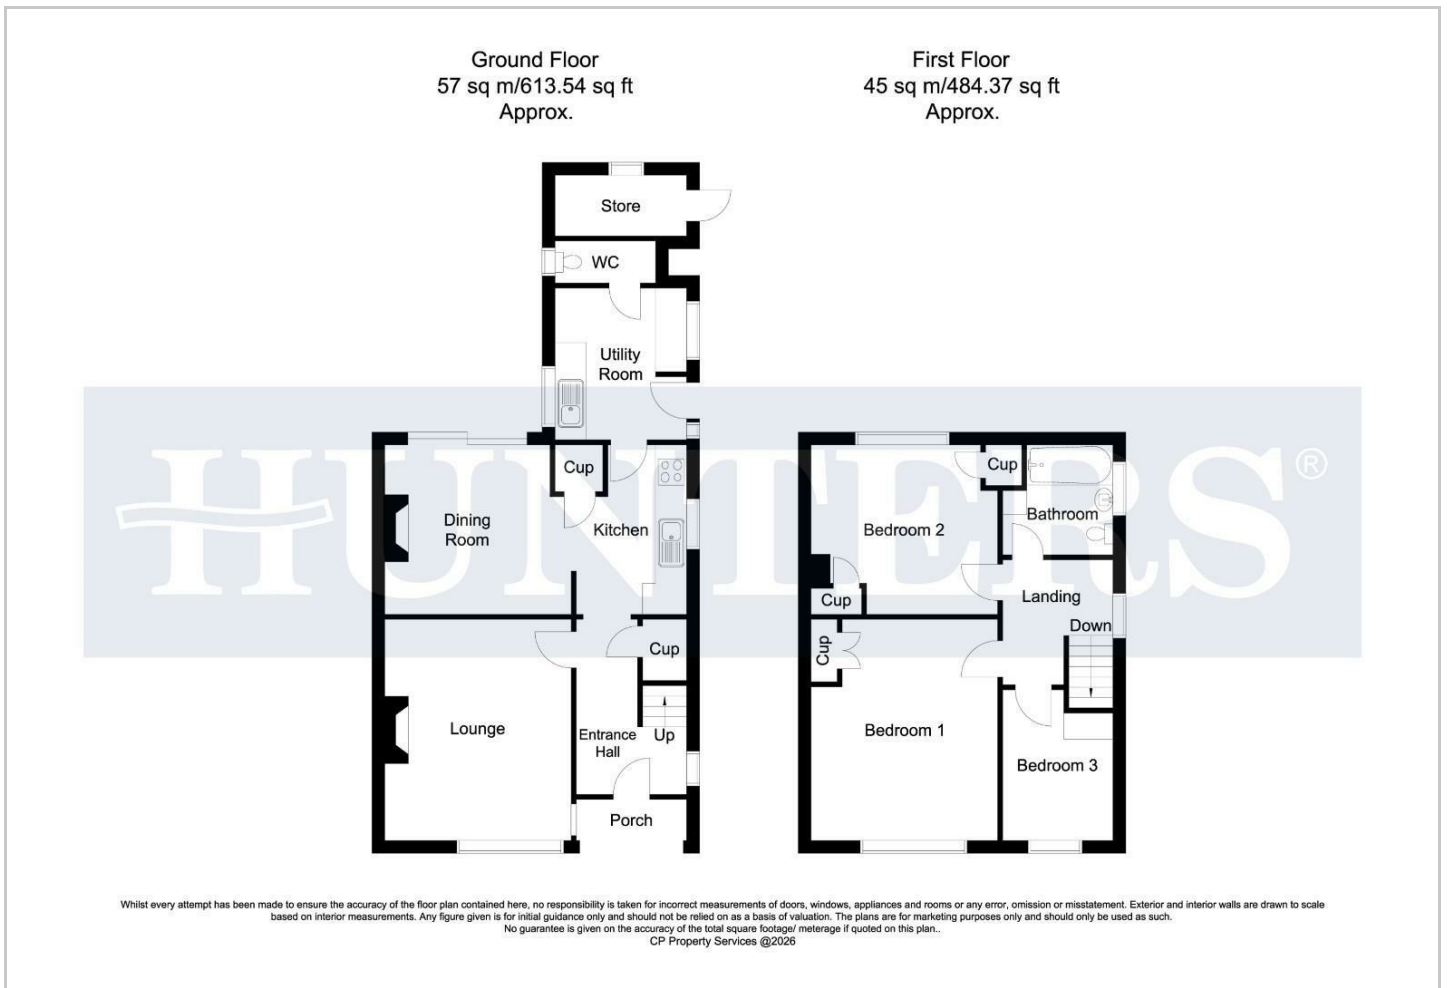 Ground Floor
57 sq m/613.54 sq ft
Approx.
First Floor
45 sq m/484.37 sq ft
Approx.
Store
WC
Utility
Room
Cup
Dining
Room
Kitchen
Cup
Lounge
Entrance
Hall
Up
Porch
Cup
Bathroom
Bedroom 2
Cup
Landing
Down
Cup
Bedroom 1
Bedroom 3
HUNTERS®
Whilst every attempt has been made to ensure the accuracy of the floor plan contained here, no responsibility is taken for incorrect measurements of doors, windows, appliances and rooms or any error, omission or misstatement. Exterior and interior walls are drawn to scale
based on interior measurements. Any figure given is for initial guidance only and should not be relied on as a basis of valuation. The plans are for marketing purposes only and should only be used as such.
No guarantee is given on the accuracy of the total square footage/ meterage if quoted on this plan..
CP Property Services @2026